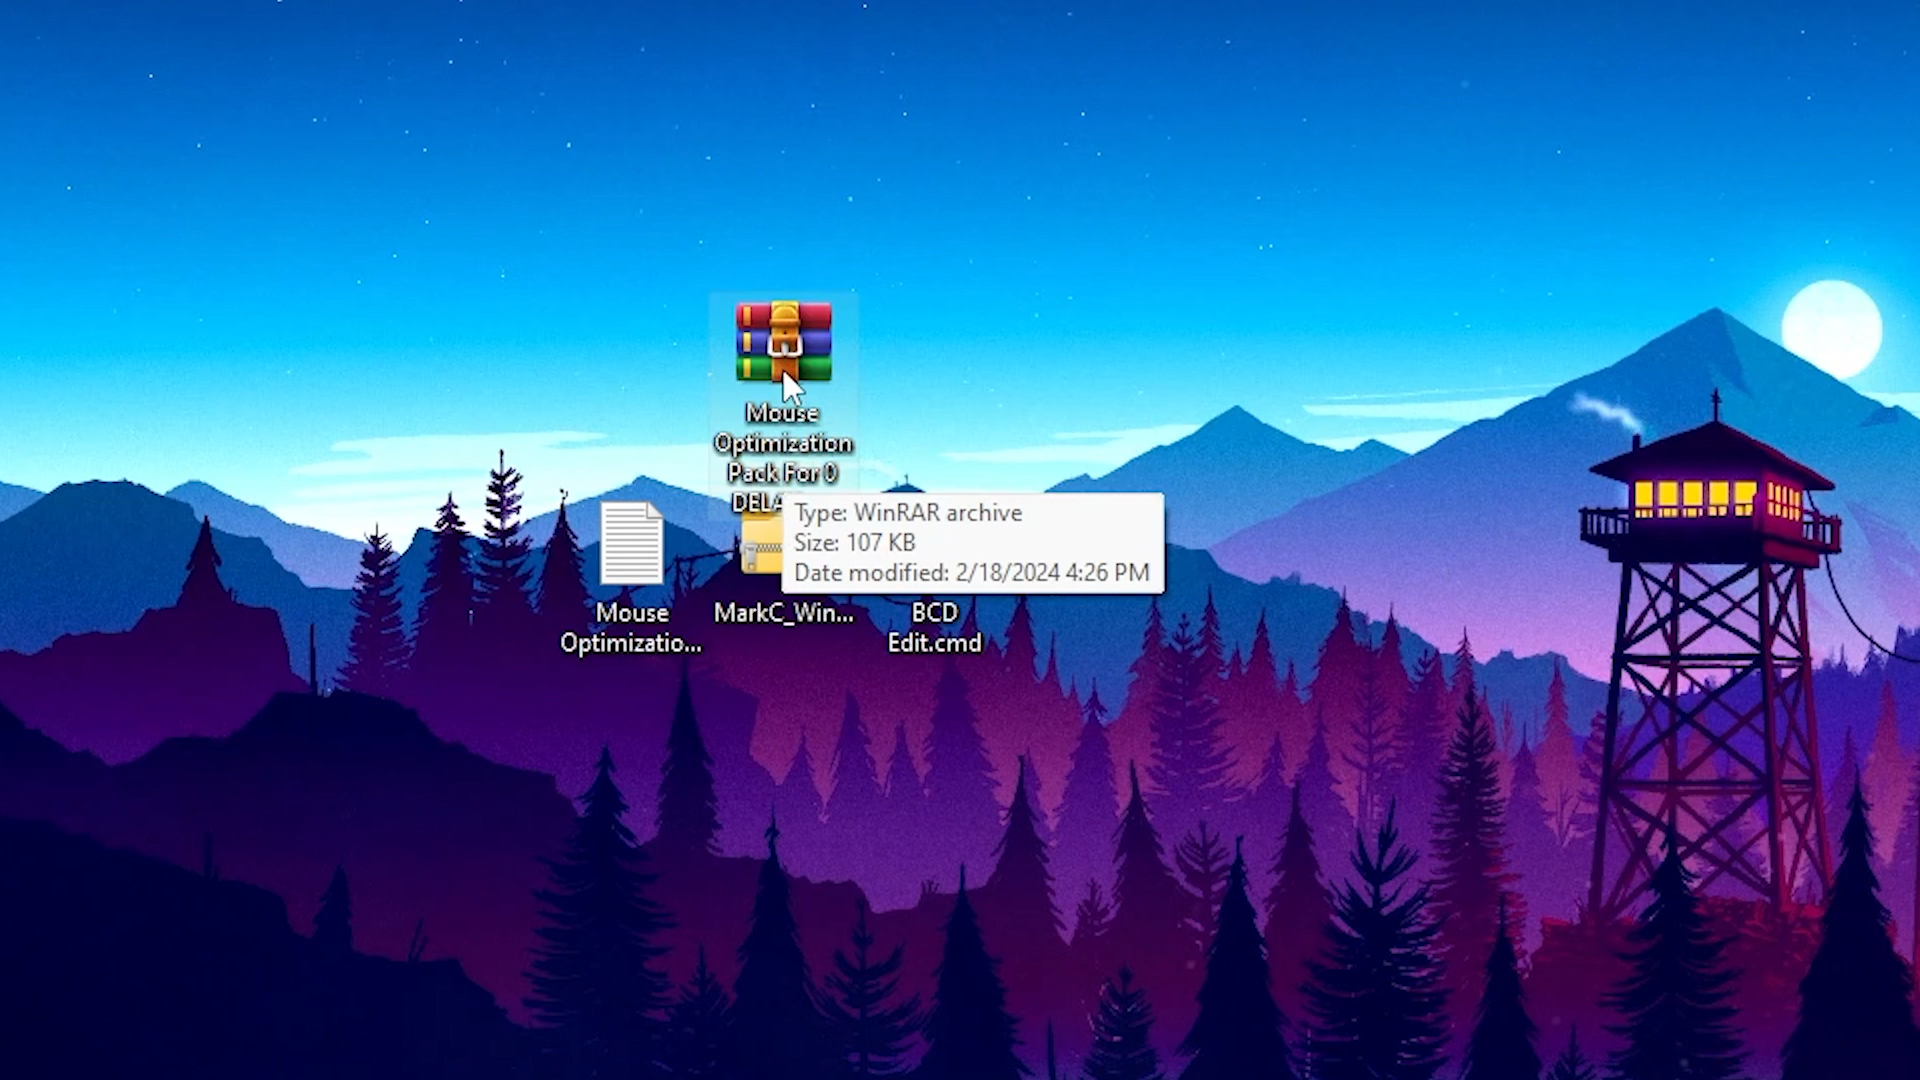 Mouse
Optimization
Pack For 0
DELA
Type: WinRAR archive
Size: 107 KB
Date modified: 2/18/2024 4:26 PM
Mouse
Optimizatio...
MarkC_Win...
BCD
Edit.cmd